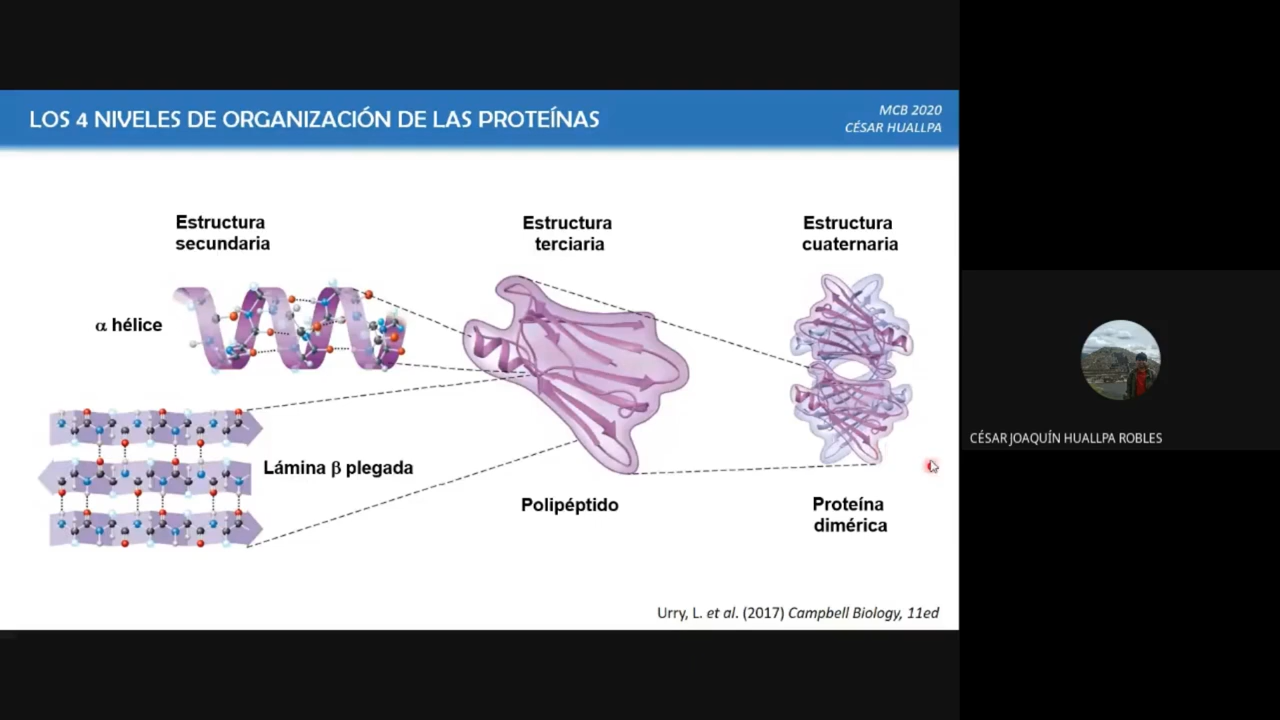 LOS 4 NIVELES DE ORGANIZACIÓN DE LAS PROTEÍNAS
MCB 2020
CÉSAR HUALLPA
Estructura
secundaria
Estructura
terciaria
Estructura
cuaternaria
α hélice
Lámina β plegada
Polipéptido
Proteína
dimérica
Urry, L. et al. (2017) Campbell Biology, 11ed
CÉSAR JOAQUÍN HUALLPA ROBLES